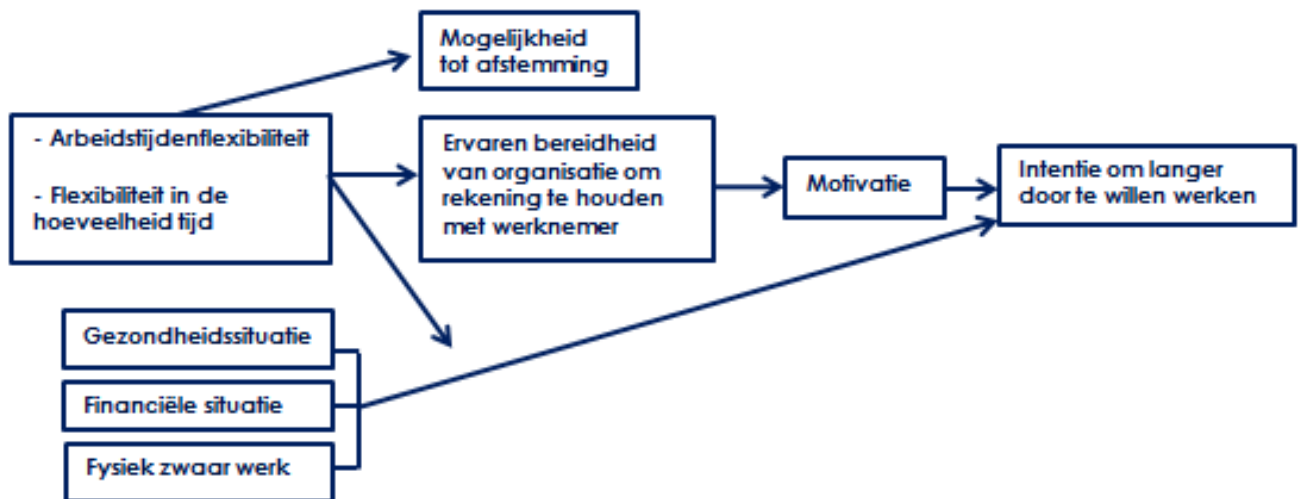 Mogelijkheid
tot afstemming
- Arbeidstijdenflexibiliteit
- Flexibiliteit in de
hoeveelheid tijd
Ervaren bereidheid
van organisatie om
rekening te houden
met werknemer
Motivatie
Intentie om langer
door te willen werken
Gezondheidssituatie
Financiële situatie
Fysiek zwaar werk